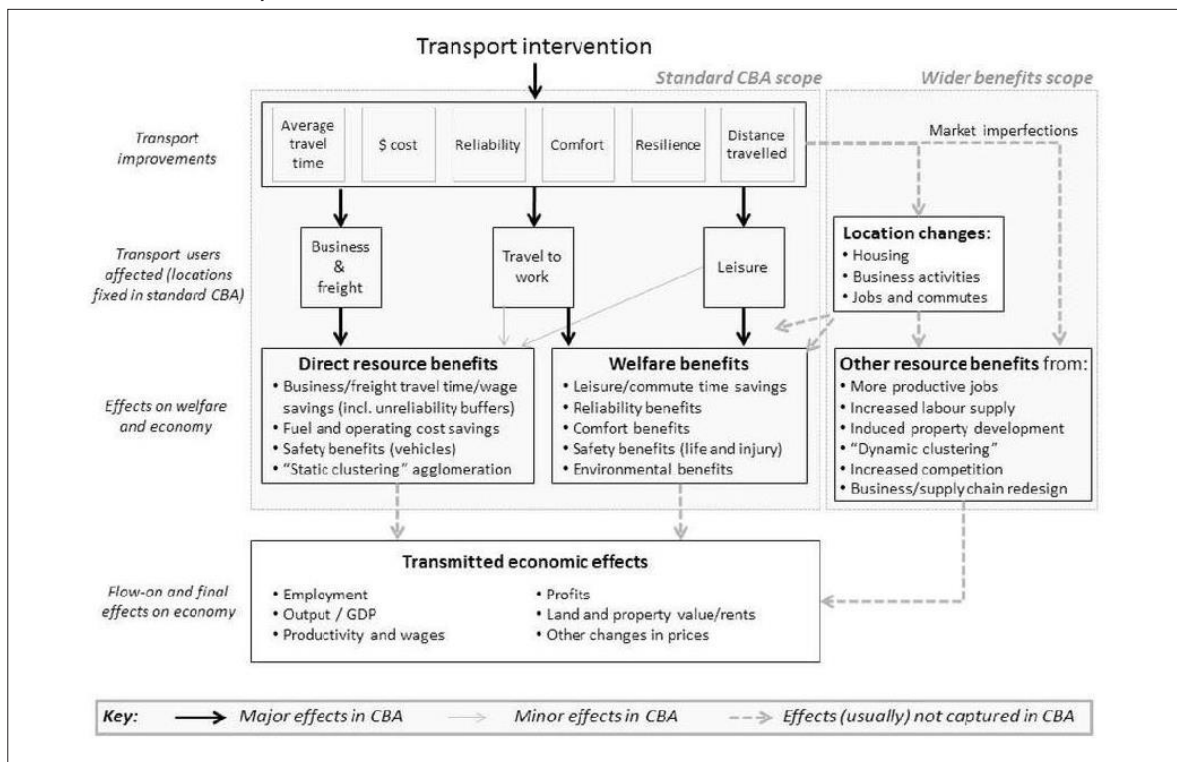 Transport intervention
Standard CBA scope
Wider benefits scope
Transport
improvements
Average
travel
time
$ cost
Reliability
Comfort
Resilience
Distance
travelled
Market imperfections
Transport users
affected (locations
fixed in standard CBA)
Business
&
freight
Travel to
work
Leisure
Location changes:
• Housing
• Business activities
• Jobs and commutes
Effects on welfare
and economy
Direct resource benefits
• Business/freight travel time/wage
savings (incl. unreliability buffers)
• Fuel and operating cost savings
• Safety benefits (vehicles)
• “Static clustering” agglomeration
Welfare benefits
• Leisure/commute time savings
• Reliability benefits
• Comfort benefits
• Safety benefits (life and injury)
• Environmental benefits
Other resource benefits from:
• More productive jobs
• Increased labour supply
• Induced property development
• “Dynamic clustering”
• Increased competition
• Business/supply chain redesign
Flow-on and final
effects on economy
Transmitted economic effects
• Employment
• Output / GDP
• Productivity and wages
• Profits
• Land and property value/rents
• Other changes in prices
Key:
Major effects in CBA
Minor effects in CBA
Effects (usually) not captured in CBA